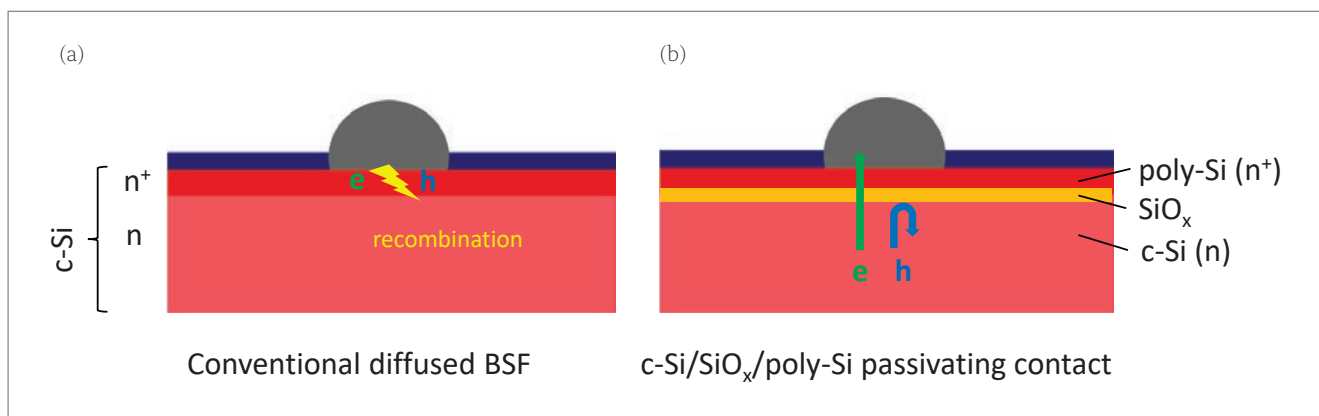 (a)
(b)
c-Si
n⁺
n
e
h
recombination
e
h
poly-Si (n⁺)
SiOₓ
c-Si (n)
Conventional diffused BSF
c-Si/SiOₓ/poly-Si passivating contact